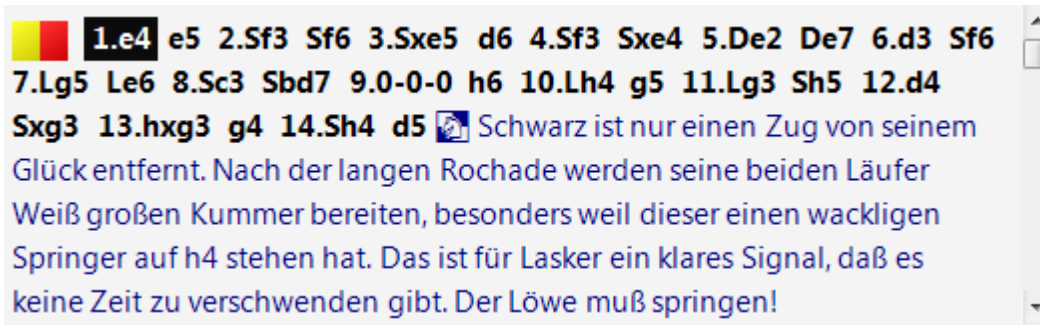 1.e4 e5 2.Sf3 Sf6 3.Sxe5 d6 4.Sf3 Sxe4 5.De2 De7 6.d3 Sf6
7.Lg5 Le6 8.Sc3 Sbd7 9.0-0-0 h6 10.Lh4 g5 11.Lg3 Sh5 12.d4
Sxg3 13.hxg3 g4 14.Sh4 d5 Schwarz ist nur einen Zug von seinem
Glück entfernt. Nach der langen Rochade werden seine beiden Läufer
Weiß großen Kummer bereiten, besonders weil dieser einen wackligen
Springer auf h4 stehen hat. Das ist für Lasker ein klares Signal, daß es
keine Zeit zu verschwenden gibt. Der Löwe muß springen!